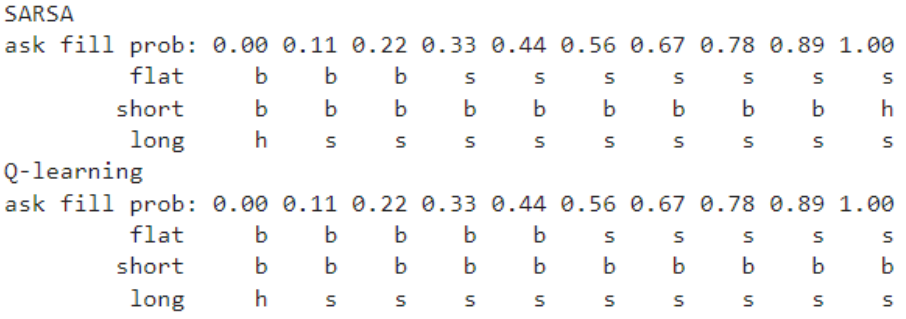 SARSA
ask fill prob: 0.00 0.11 0.22 0.33 0.44 0.56 0.67 0.78 0.89 1.00
flat b b b s s s s s s s
short b b b b b b b b b h
long h s s s s s s s s s
Q-learning
ask fill prob: 0.00 0.11 0.22 0.33 0.44 0.56 0.67 0.78 0.89 1.00
flat b b b b b s s s s s
short b b b b b b b b b b
long h s s s s s s s s s